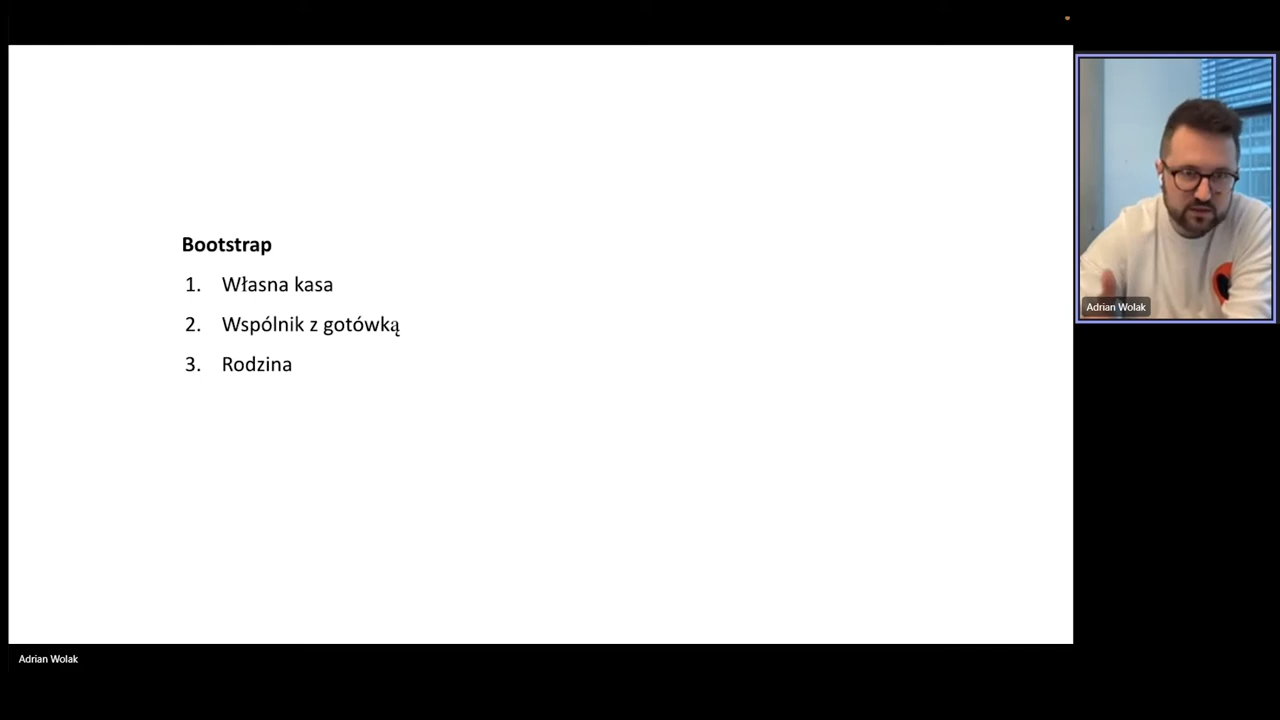 Bootstrap
1. Własna kasa
2. Wspólnik z gotówką
3. Rodzina
Adrian Wolak
Adrian Wolak